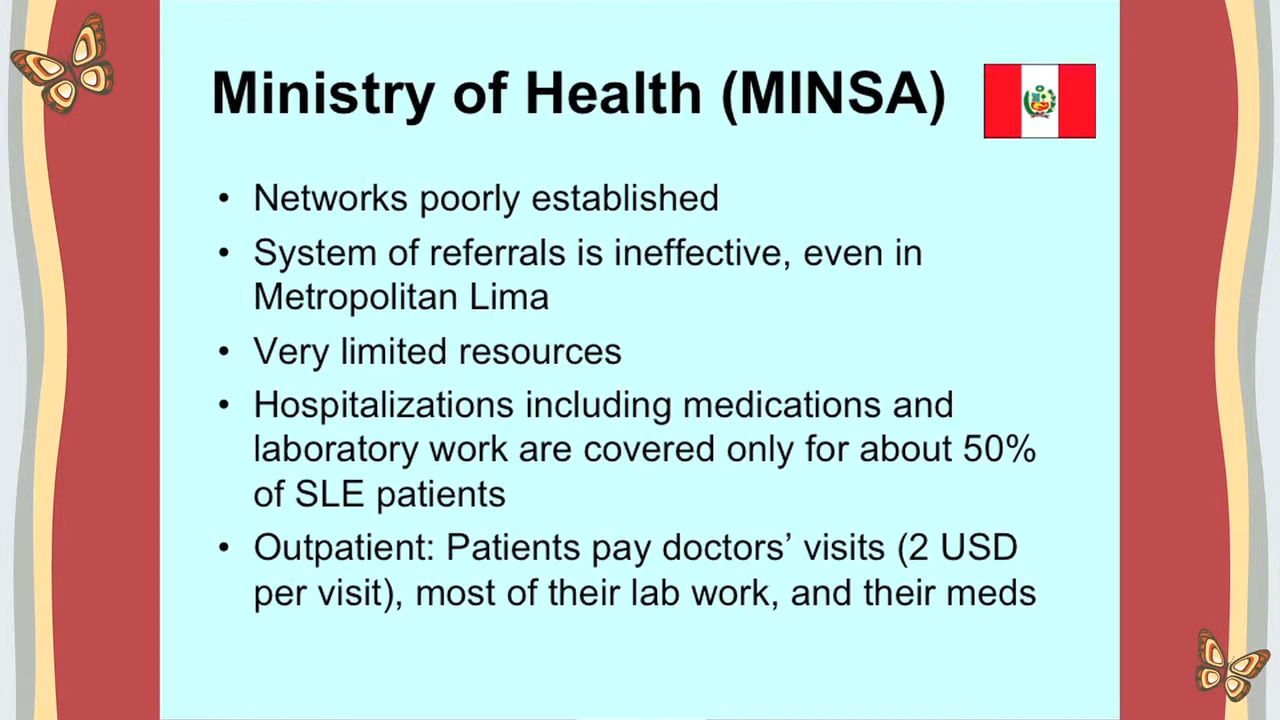 Ministry of Health (MINSA)
• Networks poorly established
• System of referrals is ineffective, even in
Metropolitan Lima
• Very limited resources
• Hospitalizations including medications and
laboratory work are covered only for about 50%
of SLE patients
• Outpatient: Patients pay doctors’ visits (2 USD
per visit), most of their lab work, and their meds